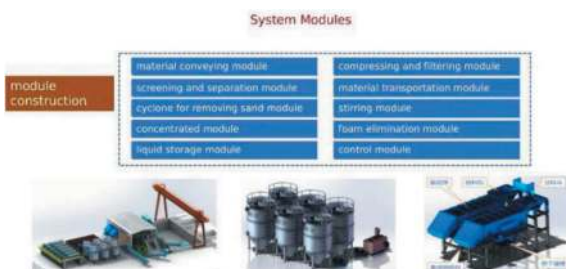 System Modules
module
construction
material conveying module
screening and separation module
cyclone for removing sand module
concentrated module
liquid storage module
compressing and filtering module
material transportation module
stirring module
foam elimination module
control module